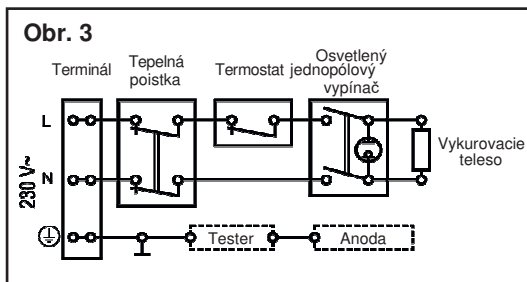 Obr. 3
Terminál
Tepelná
poistka
Termostat
Osvetlený
jednopólový
vypínač
L
N
230 V~
Vykurovacie
teleso
Tester
Anoda